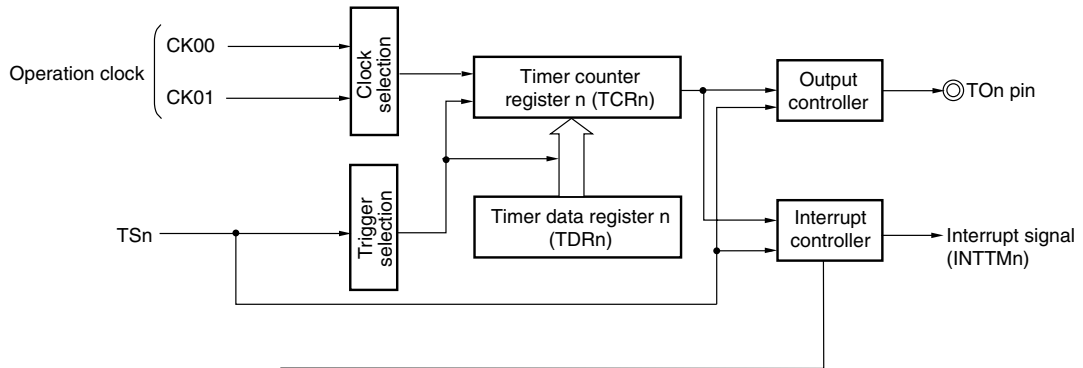 Operation clock
CK00
CK01
Clock
selection
Timer counter
register n (TCRn)
Output
controller
TOn pin
TSn
Trigger
selection
Timer data register n
(TDRn)
Interrupt
controller
Interrupt signal
(INTTMn)